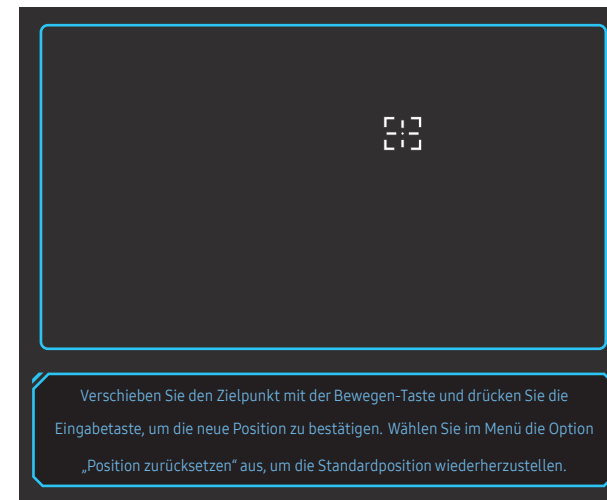 Verschieben Sie den Zielpunkt mit der Bewegen-Taste und drücken Sie die
Eingabetaste, um die neue Position zu bestätigen. Wählen Sie im Menü die Option
„Position zurücksetzen“ aus, um die Standardposition wiederherzustellen.